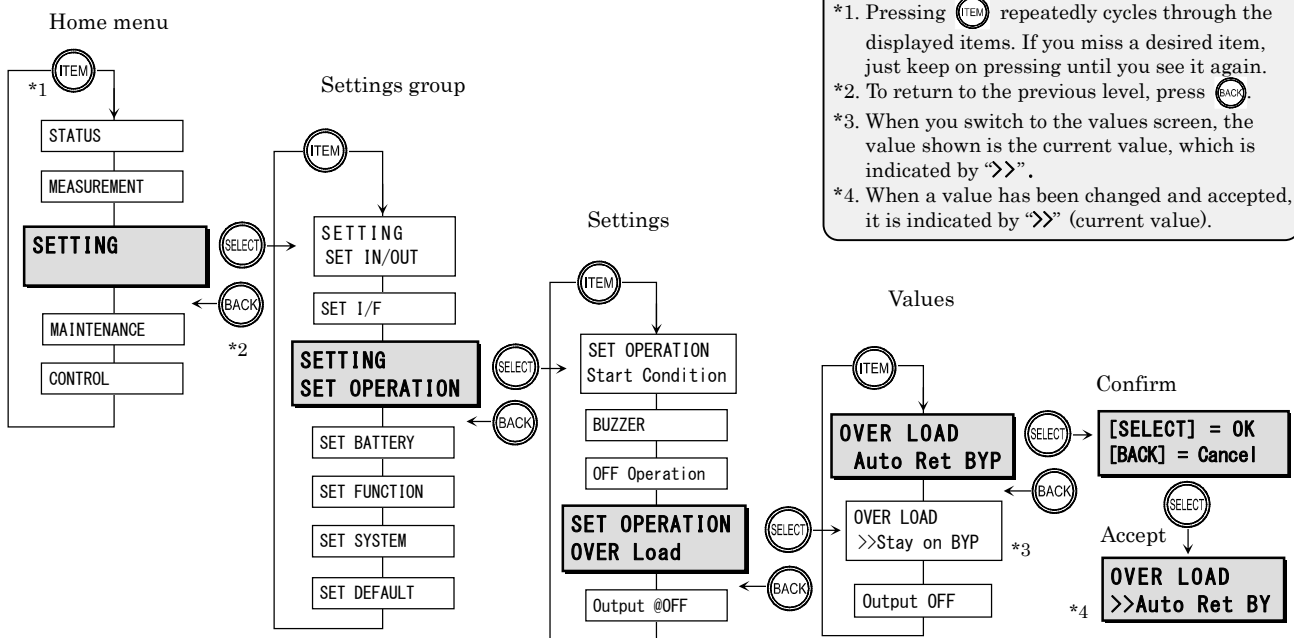 Home menu
ITEM
*1
STATUS
MEASUREMENT
SETTING
SELECT
BACK
*2
MAINTENANCE
CONTROL
Settings group
ITEM
SETTING
SET IN/OUT
SET I/F
SETTING
SET OPERATION
SELECT
BACK
SET BATTERY
SET FUNCTION
SET SYSTEM
SET DEFAULT
Settings
ITEM
SET OPERATION
Start Condition
BUZZER
OFF Operation
SET OPERATION
OVER Load
SELECT
BACK
Output @OFF
Values
ITEM
OVER LOAD
Auto Ret BYP
SELECT
BACK
OVER LOAD
>>Stay on BYP
*3
Output OFF
Confirm
[SELECT] = OK
[BACK] = Cancel
SELECT
Accept
OVER LOAD
>>Auto Ret BY
*4
*1. Pressing ITEM repeatedly cycles through the
displayed items. If you miss a desired item,
just keep on pressing until you see it again.
*2. To return to the previous level, press BACK.
*3. When you switch to the values screen, the
value shown is the current value, which is
indicated by “>>”.
*4. When a value has been changed and accepted,
it is indicated by “>>” (current value).